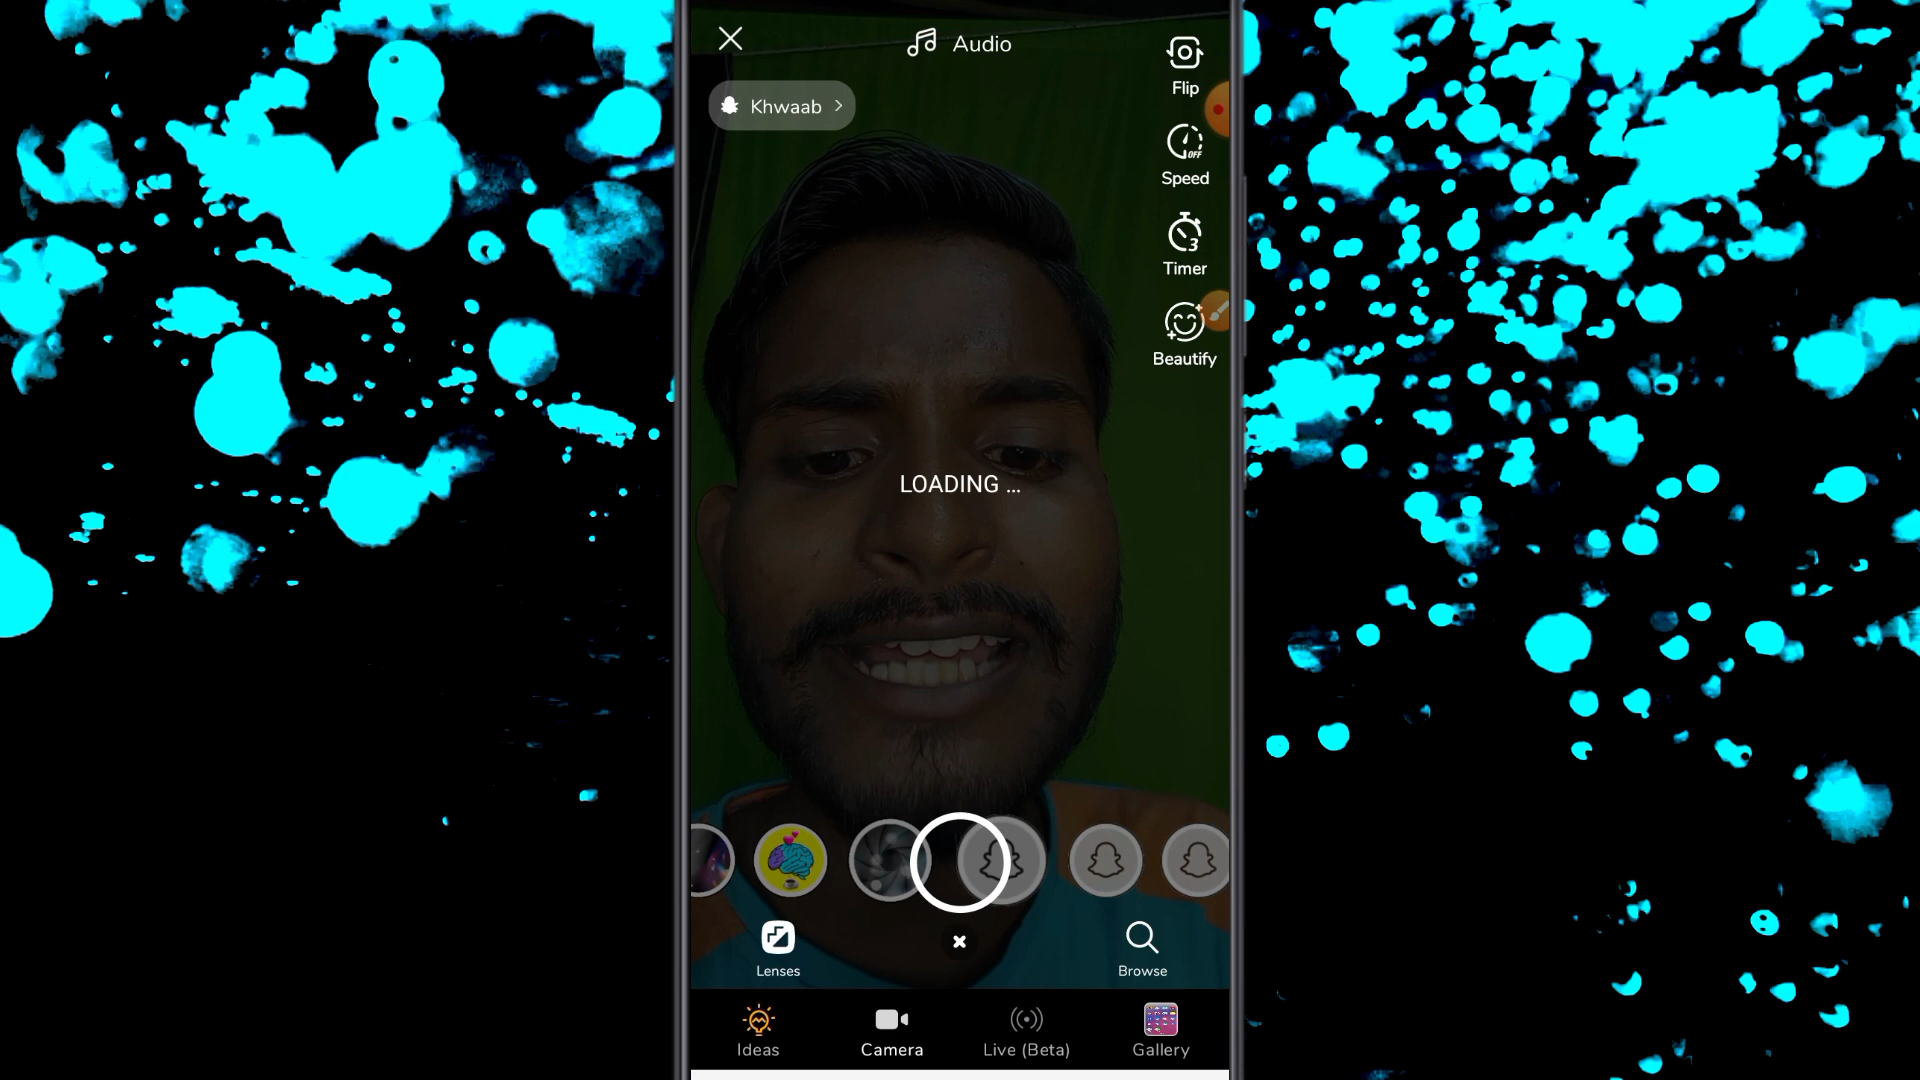 Audio
Flip
Khwaab
OFF
Speed
3
Timer
Beautify
LOADING ...
Lenses
Browse
Ideas
Camera
Live (Beta)
Gallery